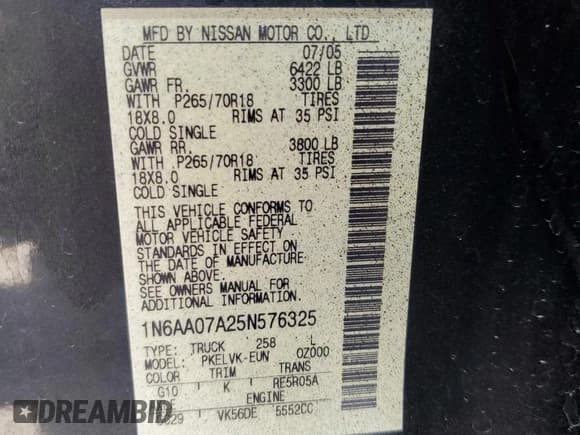 MFD BY NISSAN MOTOR CO., LTD
DATE 07/05
GVWR 6422 LB
GAWR FR. 3300 LB
WITH P265/70R18 TIRES
18X8.0 RIMS AT 35 PSI
COLD SINGLE
GAWR RR. 3800 LB
WITH P265/70R18 TIRES
18X8.0 RIMS AT 35 PSI
COLD SINGLE
THIS VEHICLE CONFORMS TO
ALL APPLICABLE FEDERAL
MOTOR VEHICLE SAFETY
STANDARDS IN EFFECT ON
THE DATE OF MANUFACTURE
SHOWN ABOVE.
SEE OWNERS MANUAL FOR
ADDITIONAL INFORMATION
1N6AA07A25N576325
TYPE: TRUCK 258 L
MODEL: PKELVK-EUN OZ000
COLOR TRIM TRANS
G10 K RE5R05A
ENGINE
VK56DE 5552CC
AUTODREAMBID